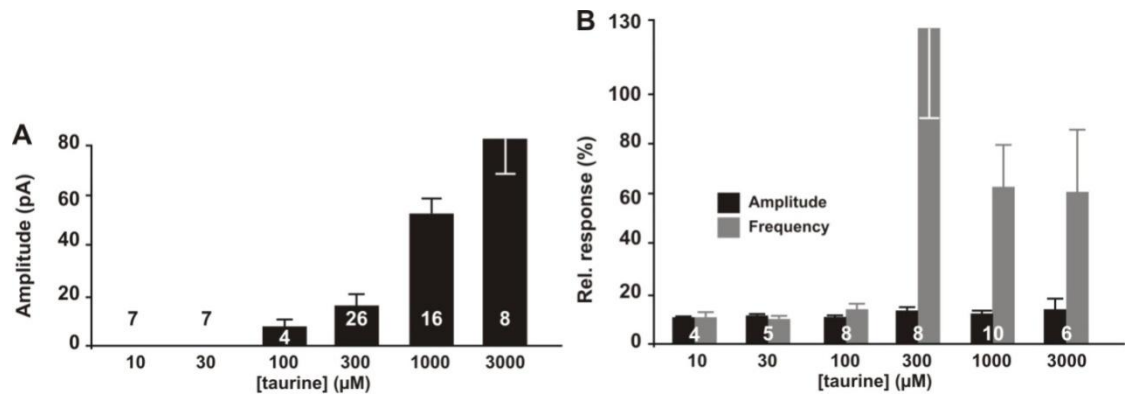 A
Amplitude (pA)
80
60
40
20
0
7 7 4 26 16 8
10 30 100 300 1000 3000
[taurine] (µM)
B
Rel. response (%)
130
100
80
60
40
20
0
Amplitude
Frequency
4 5 8 8 10 6
10 30 100 300 1000 3000
[taurine] (µM)